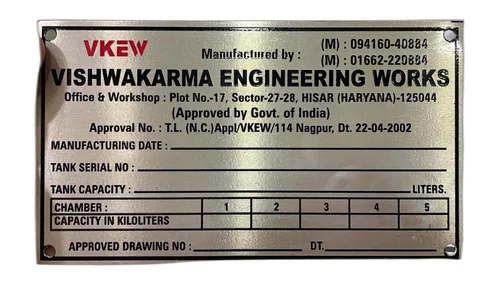 VKEW Manufactured by : (M) : 094160-40884
(M) : 01662-220884
VISHWAKARMA ENGINEERING WORKS
Office & Workshop : Plot No.-17, Sector-27-28, HISAR (HARYANA)-125044
(Approved by Govt. of India)
Approval No. : T.L. (N.C.)Appl/VKEW/114 Nagpur, Dt. 22-04-2002
MANUFACTURING DATE :
TANK SERIAL NO :
TANK CAPACITY : LITERS.
CHAMBER : 1 2 3 4 5
CAPACITY IN KILOLITERS
APPROVED DRAWING NO : DT.